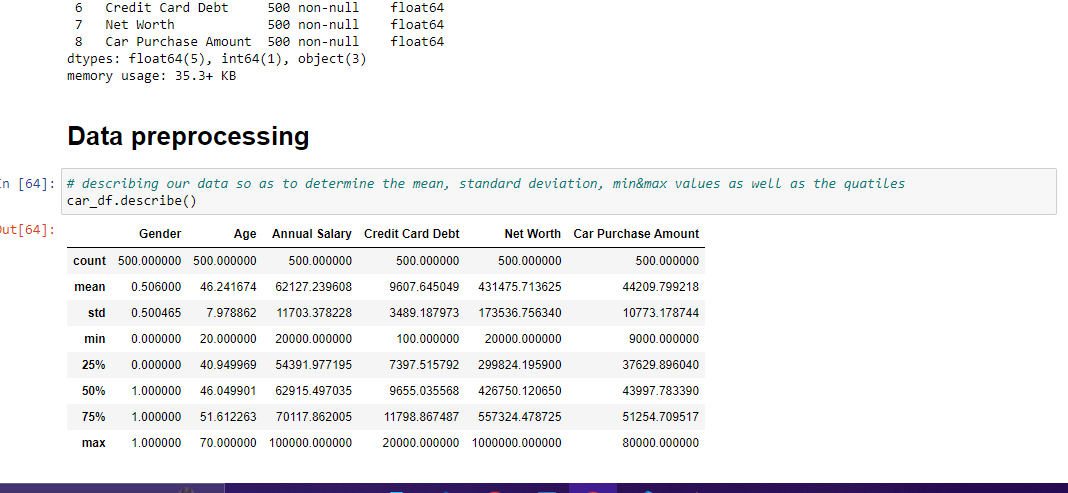 6 Credit Card Debt 500 non-null float64
7 Net Worth 500 non-null float64
8 Car Purchase Amount 500 non-null float64
dtypes: float64(5), int64(1), object(3)
memory usage: 35.3+ KB
Data preprocessing
In [64]: # describing our data so as to determine the mean, standard deviation, min&max values as well as the quatiles
car_df.describe()
Out[64]:
Gender Age Annual Salary Credit Card Debt Net Worth Car Purchase Amount
count 500.000000 500.000000 500.000000 500.000000 500.000000 500.000000
mean 0.506000 46.241674 62127.239608 9607.645049 431475.713625 44209.799218
std 0.500465 7.978862 11703.378228 3489.187973 173536.756340 10773.178744
min 0.000000 20.000000 20000.000000 100.000000 20000.000000 9000.000000
25% 0.000000 40.949969 54391.977195 7397.515792 299824.195900 37629.896040
50% 1.000000 46.049901 62915.497035 9655.035568 426750.120650 43997.783390
75% 1.000000 51.612263 70117.862005 11798.867487 557324.478725 51254.709517
max 1.000000 70.000000 100000.000000 20000.000000 1000000.000000 80000.000000